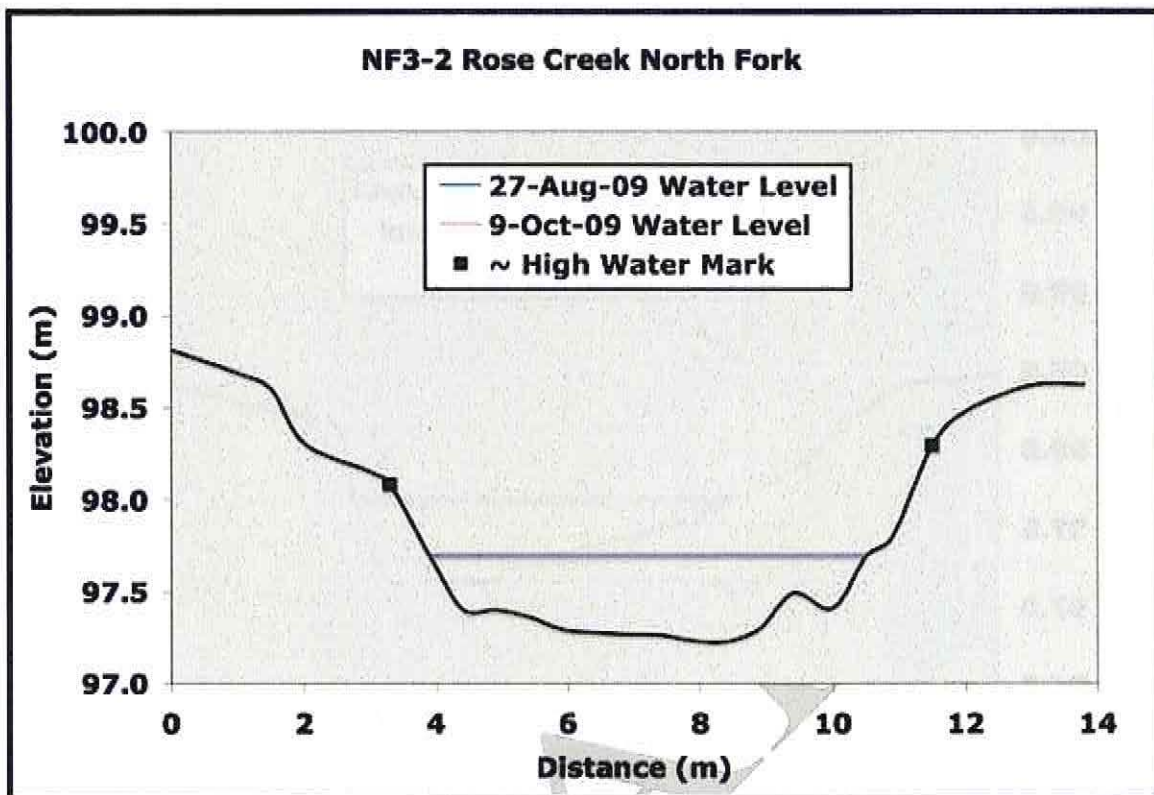 NF3-2 Rose Creek North Fork
100.0
99.5
99.0
98.5
98.0
97.5
97.0
Elevation (m)
27-Aug-09 Water Level
9-Oct-09 Water Level
~ High Water Mark
0 2 4 6 8 10 12 14
Distance (m)